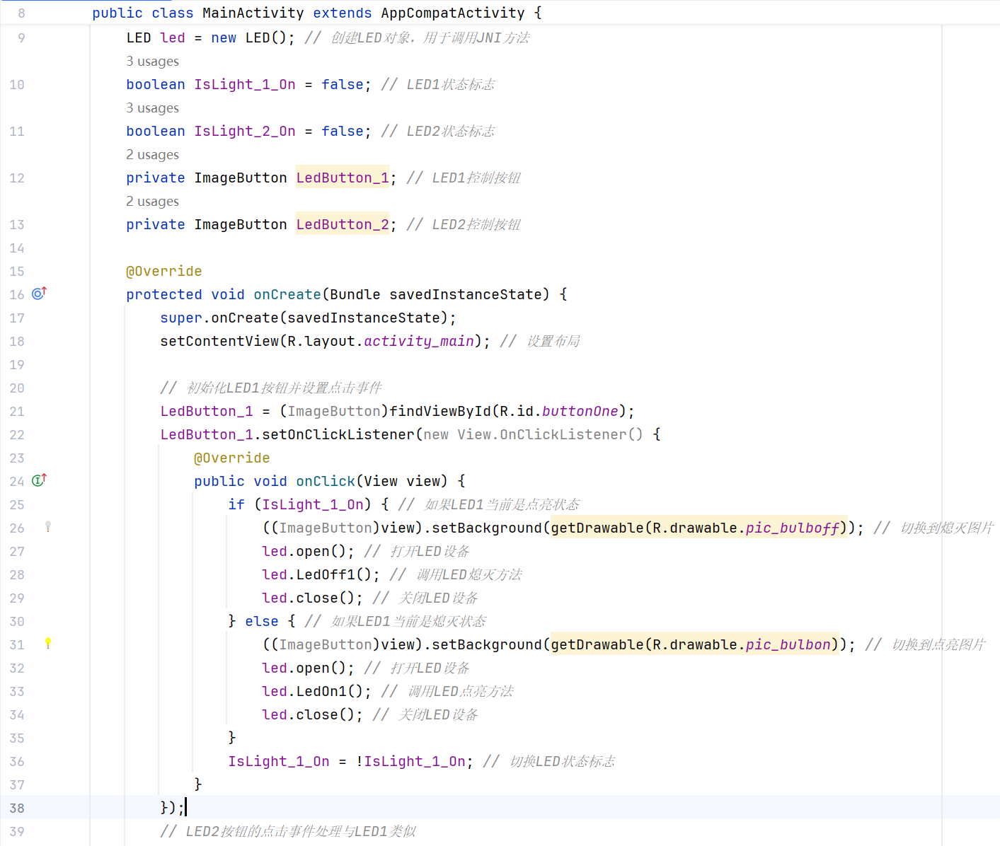 8 public class MainActivity extends AppCompatActivity {
9 LED led = new LED(); // 创建LED对象，用于调用JNI方法
3 usages
10 boolean IsLight_1_On = false; // LED1状态标志
3 usages
11 boolean IsLight_2_On = false; // LED2状态标志
2 usages
12 private ImageButton LedButton_1; // LED1控制按钮
2 usages
13 private ImageButton LedButton_2; // LED2控制按钮
14
15 @Override
16 protected void onCreate(Bundle savedInstanceState) {
17 super.onCreate(savedInstanceState);
18 setContentView(R.layout.activity_main); // 设置布局
19
20 // 初始化LED1按钮并设置点击事件
21 LedButton_1 = (ImageButton)findViewById(R.id.buttonOne);
22 LedButton_1.setOnClickListener(new View.OnClickListener() {
23 @Override
24 public void onClick(View view) {
25 if (IsLight_1_On) { // 如果LED1当前是点亮状态
26 ((ImageButton)view).setBackground(getDrawable(R.drawable.pic_bulboff)); // 切换到熄灭图片
27 led.open(); // 打开LED设备
28 led.LedOff1(); // 调用LED熄灭方法
29 led.close(); // 关闭LED设备
30 } else { // 如果LED1当前是熄灭状态
31 ((ImageButton)view).setBackground(getDrawable(R.drawable.pic_bulbon)); // 切换到点亮图片
32 led.open(); // 打开LED设备
33 led.LedOn1(); // 调用LED点亮方法
34 led.close(); // 关闭LED设备
35 }
36 IsLight_1_On = !IsLight_1_On; // 切换LED状态标志
37 }
38 });
39 // LED2按钮的点击事件处理与LED1类似